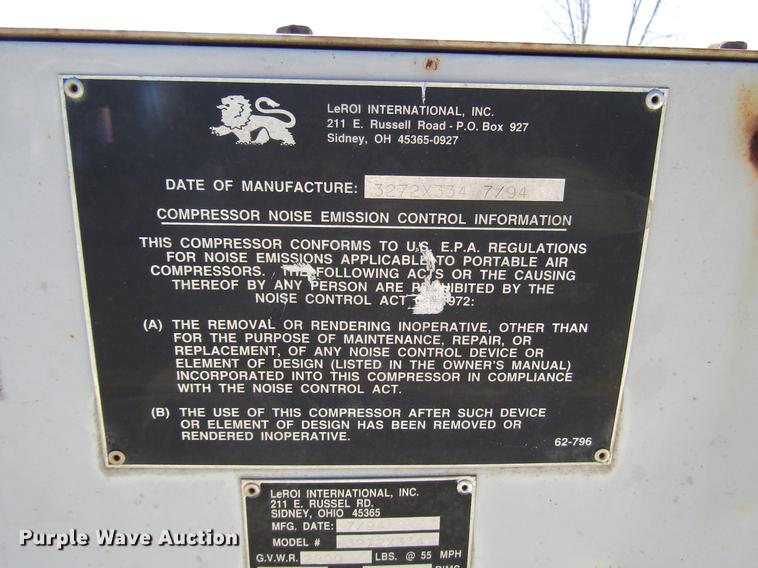 LeROI INTERNATIONAL, INC.
211 E. Russell Road - P.O. Box 927
Sidney, OH 45365-0927
DATE OF MANUFACTURE: 3272X334 7/94
COMPRESSOR NOISE EMISSION CONTROL INFORMATION
THIS COMPRESSOR CONFORMS TO U.S. E.P.A. REGULATIONS
FOR NOISE EMISSIONS APPLICABLE TO PORTABLE AIR
COMPRESSORS. THE FOLLOWING ACTS OR THE CAUSING
THEREOF BY ANY PERSON ARE PROHIBITED BY THE
NOISE CONTROL ACT 1972:
(A) THE REMOVAL OR RENDERING INOPERATIVE, OTHER THAN
FOR THE PURPOSE OF MAINTENANCE, REPAIR, OR
REPLACEMENT, OF ANY NOISE CONTROL DEVICE OR
ELEMENT OF DESIGN (LISTED IN THE OWNER'S MANUAL)
INCORPORATED INTO THIS COMPRESSOR IN COMPLIANCE
WITH THE NOISE CONTROL ACT.
(B) THE USE OF THIS COMPRESSOR AFTER SUCH DEVICE
OR ELEMENT OF DESIGN HAS BEEN REMOVED OR
RENDERED INOPERATIVE.
62-796
LeROI INTERNATIONAL, INC.
211 E. RUSSEL RD.
SIDNEY, OHIO 45365
MFG. DATE: 7/94
MODEL # 3272X334
G.V.W.R. LBS. @ 55 MPH
RIMS
Purple Wave Auction